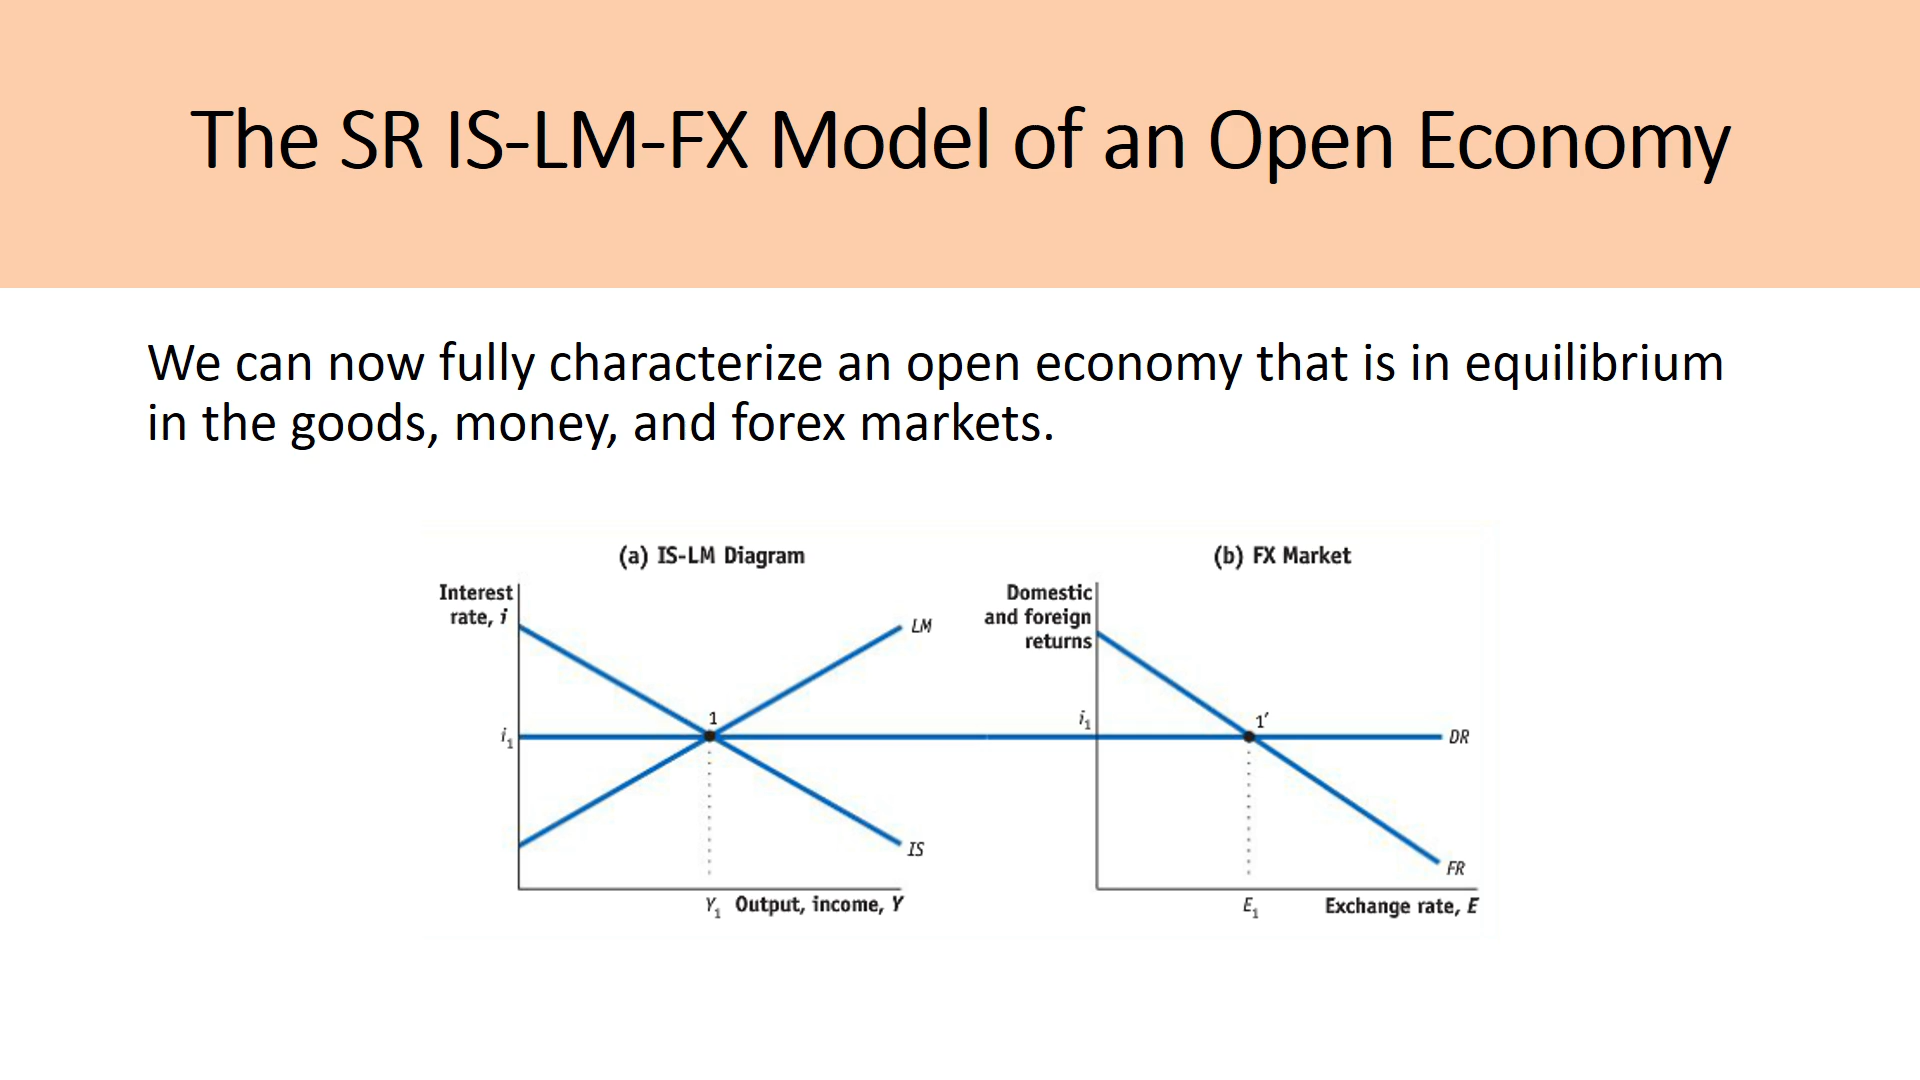 The SR IS-LM-FX Model of an Open Economy
We can now fully characterize an open economy that is in equilibrium
in the goods, money, and forex markets.
(a) IS-LM Diagram
Interest
rate, i
LM
1
i₁
IS
Y₁ Output, income, Y
(b) FX Market
Domestic
and foreign
returns
i₁
1′
DR
FR
E₁
Exchange rate, E